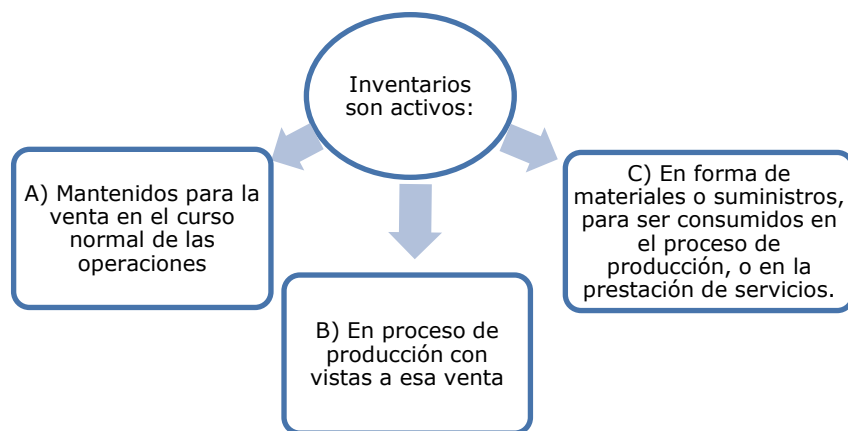 Inventarios
son activos:
A) Mantenidos para la
venta en el curso
normal de las
operaciones
B) En proceso de
producción con
vistas a esa venta
C) En forma de
materiales o suministros,
para ser consumidos en
el proceso de
producción, o en la
prestación de servicios.